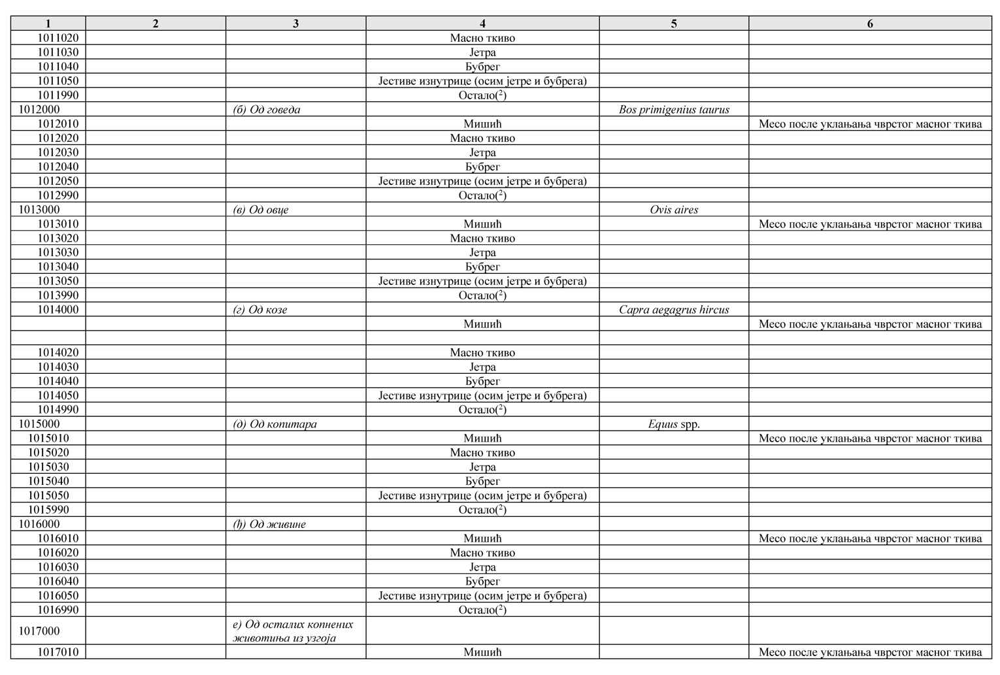 1 2 3 4 5 6
1011020 Масно ткиво
1011030 Јетра
1011040 Бубрег
1011050 Јестиве изнутрице (осим јетре и бубрега)
1011990 Остало(2)
1012000 (б) Од говеда Bos primigenius taurus
1012010 Мишић Месо после уклањања чврстог масног ткива
1012020 Масно ткиво
1012030 Јетра
1012040 Бубрег
1012050 Јестиве изнутрице (осим јетре и бубрега)
1012990 Остало(2)
1013000 (в) Од овце Ovis aires
1013010 Мишић Месо после уклањања чврстог масног ткива
1013020 Масно ткиво
1013030 Јетра
1013040 Бубрег
1013050 Јестиве изнутрице (осим јетре и бубрега)
1013990 Остало(2)
1014000 (г) Од козе Capra aegagrus hircus
Мишић Месо после уклањања чврстог масног ткива
1014020 Масно ткиво
1014030 Јетра
1014040 Бубрег
1014050 Јестиве изнутрице (осим јетре и бубрега)
1014990 Остало(2)
1015000 (д) Од копитара Equus spp.
1015010 Мишић Месо после уклањања чврстог масног ткива
1015020 Масно ткиво
1015030 Јетра
1015040 Бубрег
1015050 Јестиве изнутрице (осим јетре и бубрега)
1015990 Остало(2)
1016000 (ђ) Од живине
1016010 Мишић Месо после уклањања чврстог масног ткива
1016020 Масно ткиво
1016030 Јетра
1016040 Бубрег
1016050 Јестиве изнутрице (осим јетре и бубрега)
1016990 Остало(2)
1017000 е) Од осталих копнених
животиња из узгоја
1017010 Мишић Месо после уклањања чврстог масног ткива